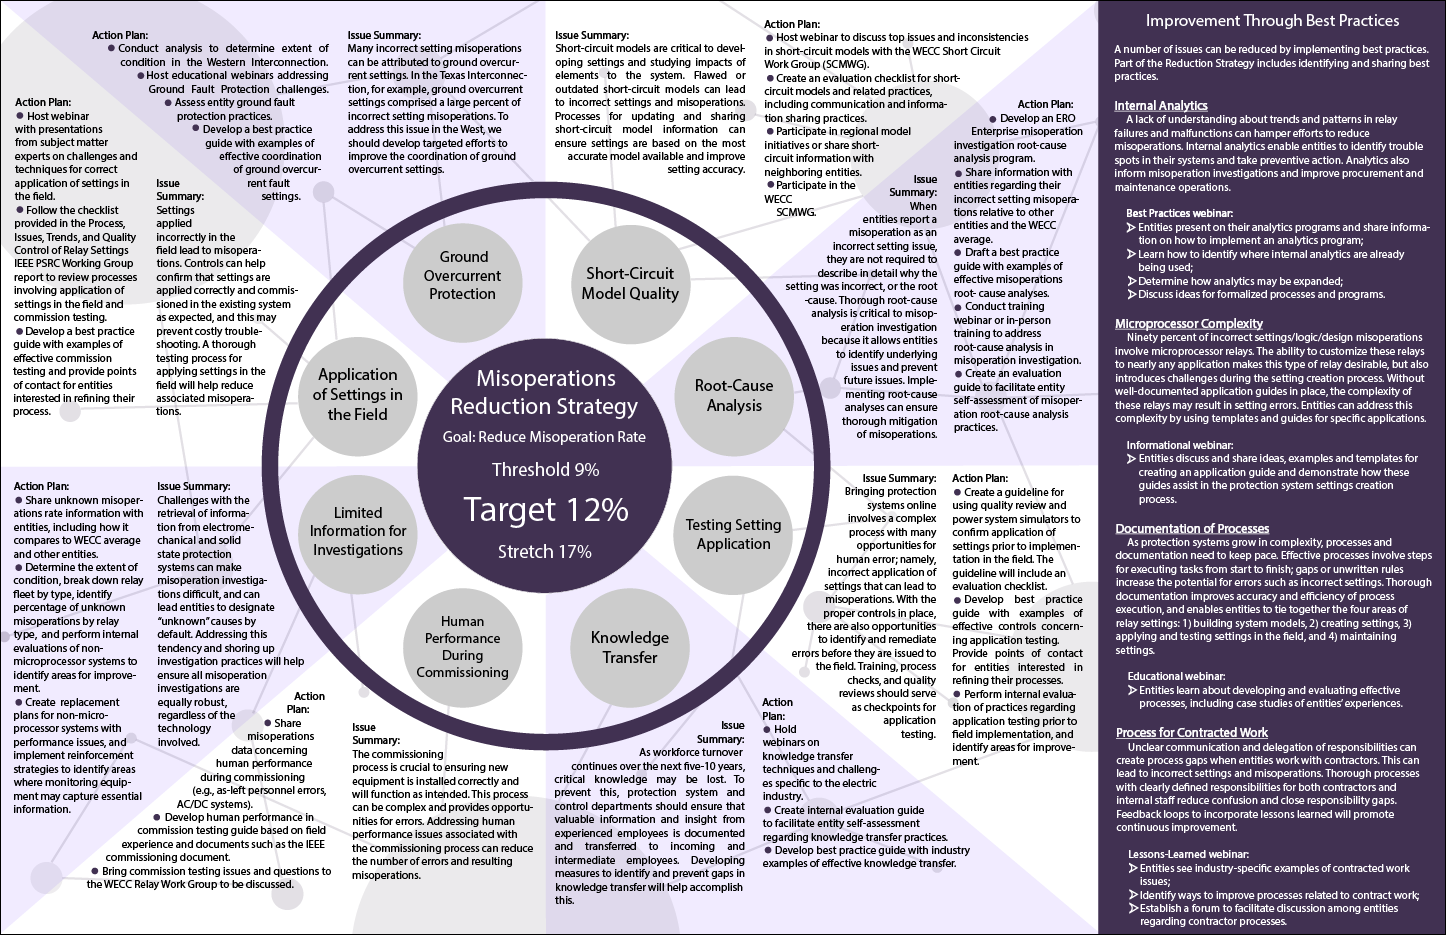 Action Plan:
● Conduct analysis to determine extent of
condition in the Western Interconnection.
● Host educational webinars addressing
Ground Fault Protection challenges.
● Assess entity ground fault
protection practices.
● Develop a best practice
guide with examples of
effective coordination
of ground overcur-
rent fault
settings.
Issue Summary:
Many incorrect setting misoperations
can be attributed to ground overcur-
rent settings. In the Texas Interconnec-
tion, for example, ground overcurrent
settings comprised a large percent of
incorrect setting misoperations. To
address this issue in the West, we
should develop targeted efforts to
improve the coordination of ground
overcurrent settings.
Issue Summary:
Short-circuit models are critical to devel-
oping settings and studying impacts of
elements to the system. Flawed or
outdated short-circuit models can lead
to incorrect settings and misoperations.
Processes for updating and sharing
short-circuit model information can
ensure settings are based on the most
accurate model available and improve
setting accuracy.
Action Plan:
● Host webinar to discuss top issues and inconsistencies
in short-circuit models with the WECC Short Circuit
Work Group (SCMWG).
● Create an evaluation checklist for short-
circuit models and related practices,
including communication and informa-
tion sharing practices.
● Participate in regional model
initiatives or share short-
circuit information with
neighboring entities.
● Participate in the
WECC
SCMWG.
Action Plan:
● Host webinar
with presentations
from subject matter
experts on challenges and
techniques for correct
application of settings in
the field.
● Follow the checklist
provided in the Process,
Issues, Trends, and Quality
Control of Relay Settings
IEEE PSRC Working Group
report to review processes
involving application of
settings in the field and
commission testing.
● Develop a best practice
guide with examples of
effective commission
testing and provide points
of contact for entities
interested in refining their
process.
Issue
Summary:
Settings
applied
incorrectly in the
field lead to misopera-
tions. Controls can help
confirm that settings are
applied correctly and commis-
sioned in the existing system
as expected, and this may
prevent costly trouble-
shooting. A thorough
testing process for
applying settings in the
field will help reduce
associated misopera-
tions.
Issue
Summary:
When
entities report a
misoperation as an
incorrect setting issue,
they are not required to
describe in detail why the
setting was incorrect, or the root
-cause. Thorough root-cause
analysis is critical to misop-
eration investigation
because it allows entities
to identify underlying
issues and prevent
future issues. Imple-
menting root-cause
analyses can ensure
thorough mitigation
of misoperations.
Action Plan:
● Develop an ERO
Enterprise misoperation
investigation root-cause
analysis program.
● Share information with
entities regarding their
incorrect setting misopera-
tions relative to other
entities and the WECC
average.
● Draft a best practice
guide with examples of
effective misoperations
root- cause analyses.
● Conduct training
webinar or in-person
training to address
root-cause analysis in
misoperation investigation.
● Create an evaluation
guide to facilitate entity
self-assessment of misoper-
ation root-cause analysis
practices.
Ground
Overcurrent
Protection
Short-Circuit
Model Quality
Application
of Settings in
the Field
Root-Cause
Analysis
Limited
Information for
Investigations
Testing Setting
Application
Human
Performance
During
Commissioning
Knowledge
Transfer
Misoperations
Reduction Strategy
Goal: Reduce Misoperation Rate
Threshold 9%
Target 12%
Stretch 17%
Action Plan:
● Share unknown misoper-
ations rate information with
entities, including how it
compares to WECC average
and other entities.
● Determine the extent of
condition, break down relay
fleet by type, identify
percentage of unknown
misoperations by relay
type, and perform internal
evaluations of non-
microprocessor systems to
identify areas for improve-
ment.
● Create replacement
plans for non-micro-
processor systems with
performance issues, and
implement reinforcement
strategies to identify areas
where monitoring equip-
ment may capture essential
information.
Issue Summary:
Challenges with the
retrieval of informa-
tion from electrome-
chanical and solid
state protection
systems can make
misoperation investiga-
tions difficult, and can
lead entities to designate
“unknown” causes by
default. Addressing this
tendency and shoring up
investigation practices will help
ensure all misoperation
investigations are
equally robust,
regardless of the
technology
involved.
Action
Plan:
● Share
misoperations
data concerning
human performance
during commissioning
(e.g., as-left personnel errors,
AC/DC systems).
● Develop human performance in
commission testing guide based on field
experience and documents such as the IEEE
commissioning document.
● Bring commission testing issues and questions to
the WECC Relay Work Group to be discussed.
Issue
Summary:
The commissioning
process is crucial to ensuring new
equipment is installed correctly and
will function as intended. This process
can be complex and provides opportu-
nities for errors. Addressing human
performance issues associated with
the commissioning process can reduce
the number of errors and resulting
misoperations.
Issue
Summary:
As workforce turnover
continues over the next five-10 years,
critical knowledge may be lost. To
prevent this, protection system and
control departments should ensure that
valuable information and insight from
experienced employees is documented
and transferred to incoming and
intermediate employees. Developing
measures to identify and prevent gaps in
knowledge transfer will help accomplish
this.
Action
Plan:
● Hold
webinars on
knowledge transfer
techniques and challeng-
es specific to the electric
industry.
● Create internal evaluation guide
to facilitate entity self-assessment
regarding knowledge transfer practices.
● Develop best practice guide with industry
examples of effective knowledge transfer.
Issue Summary:
Bringing protection
systems online
involves a complex
process with many
opportunities for
human error; namely,
incorrect application of
settings that can lead to
misoperations. With the
proper controls in place,
there are also opportunities
to identify and remediate
errors before they are issued to
the field. Training, process
checks, and quality
reviews should serve
as checkpoints for
application
testing.
Action Plan:
● Create a guideline for
using quality review and
power system simulators to
confirm application of
settings prior to implemen-
tation in the field. The
guideline will include an
evaluation checklist.
● Develop best practice
guide with examples of
effective controls concern-
ing application testing.
Provide points of contact
for entities interested in
refining their processes.
● Perform internal evalua-
tion of practices regarding
application testing prior to
field implementation, and
identify areas for improve-
ment.
Improvement Through Best Practices
A number of issues can be reduced by implementing best practices.
Part of the Reduction Strategy includes identifying and sharing best
practices.
Internal Analytics
A lack of understanding about trends and patterns in relay
failures and malfunctions can hamper efforts to reduce
misoperations. Internal analytics enable entities to identify trouble
spots in their systems and take preventive action. Analytics also
inform misoperation investigations and improve procurement and
maintenance operations.
Best Practices webinar:
⮚ Entities present on their analytics programs and share informa-
tion on how to implement an analytics program;
⮚ Learn how to identify where internal analytics are already
being used;
⮚ Determine how analytics may be expanded;
⮚ Discuss ideas for formalized processes and programs.
Microprocessor Complexity
Ninety percent of incorrect settings/logic/design misoperations
involve microprocessor relays. The ability to customize these relays
to nearly any application makes this type of relay desirable, but also
introduces challenges during the setting creation process. Without
well-documented application guides in place, the complexity of
these relays may result in setting errors. Entities can address this
complexity by using templates and guides for specific applications.
Informational webinar:
⮚ Entities discuss and share ideas, examples and templates for
creating an application guide and demonstrate how these
guides assist in the protection system settings creation
process.
Documentation of Processes
As protection systems grow in complexity, processes and
documentation need to keep pace. Effective processes involve steps
for executing tasks from start to finish; gaps or unwritten rules
increase the potential for errors such as incorrect settings. Thorough
documentation improves accuracy and efficiency of process
execution, and enables entities to tie together the four areas of
relay settings: 1) building system models, 2) creating settings, 3)
applying and testing settings in the field, and 4) maintaining
settings.
Educational webinar:
⮚ Entities learn about developing and evaluating effective
processes, including case studies of entities’ experiences.
Process for Contracted Work
Unclear communication and delegation of responsibilities can
create process gaps when entities work with contractors. This can
lead to incorrect settings and misoperations. Thorough processes
with clearly defined responsibilities for both contractors and
internal staff reduce confusion and close responsibility gaps.
Feedback loops to incorporate lessons learned will promote
continuous improvement.
Lessons-Learned webinar:
⮚ Entities see industry-specific examples of contracted work
issues;
⮚ Identify ways to improve processes related to contract work;
⮚ Establish a forum to facilitate discussion among entities
regarding contractor processes.